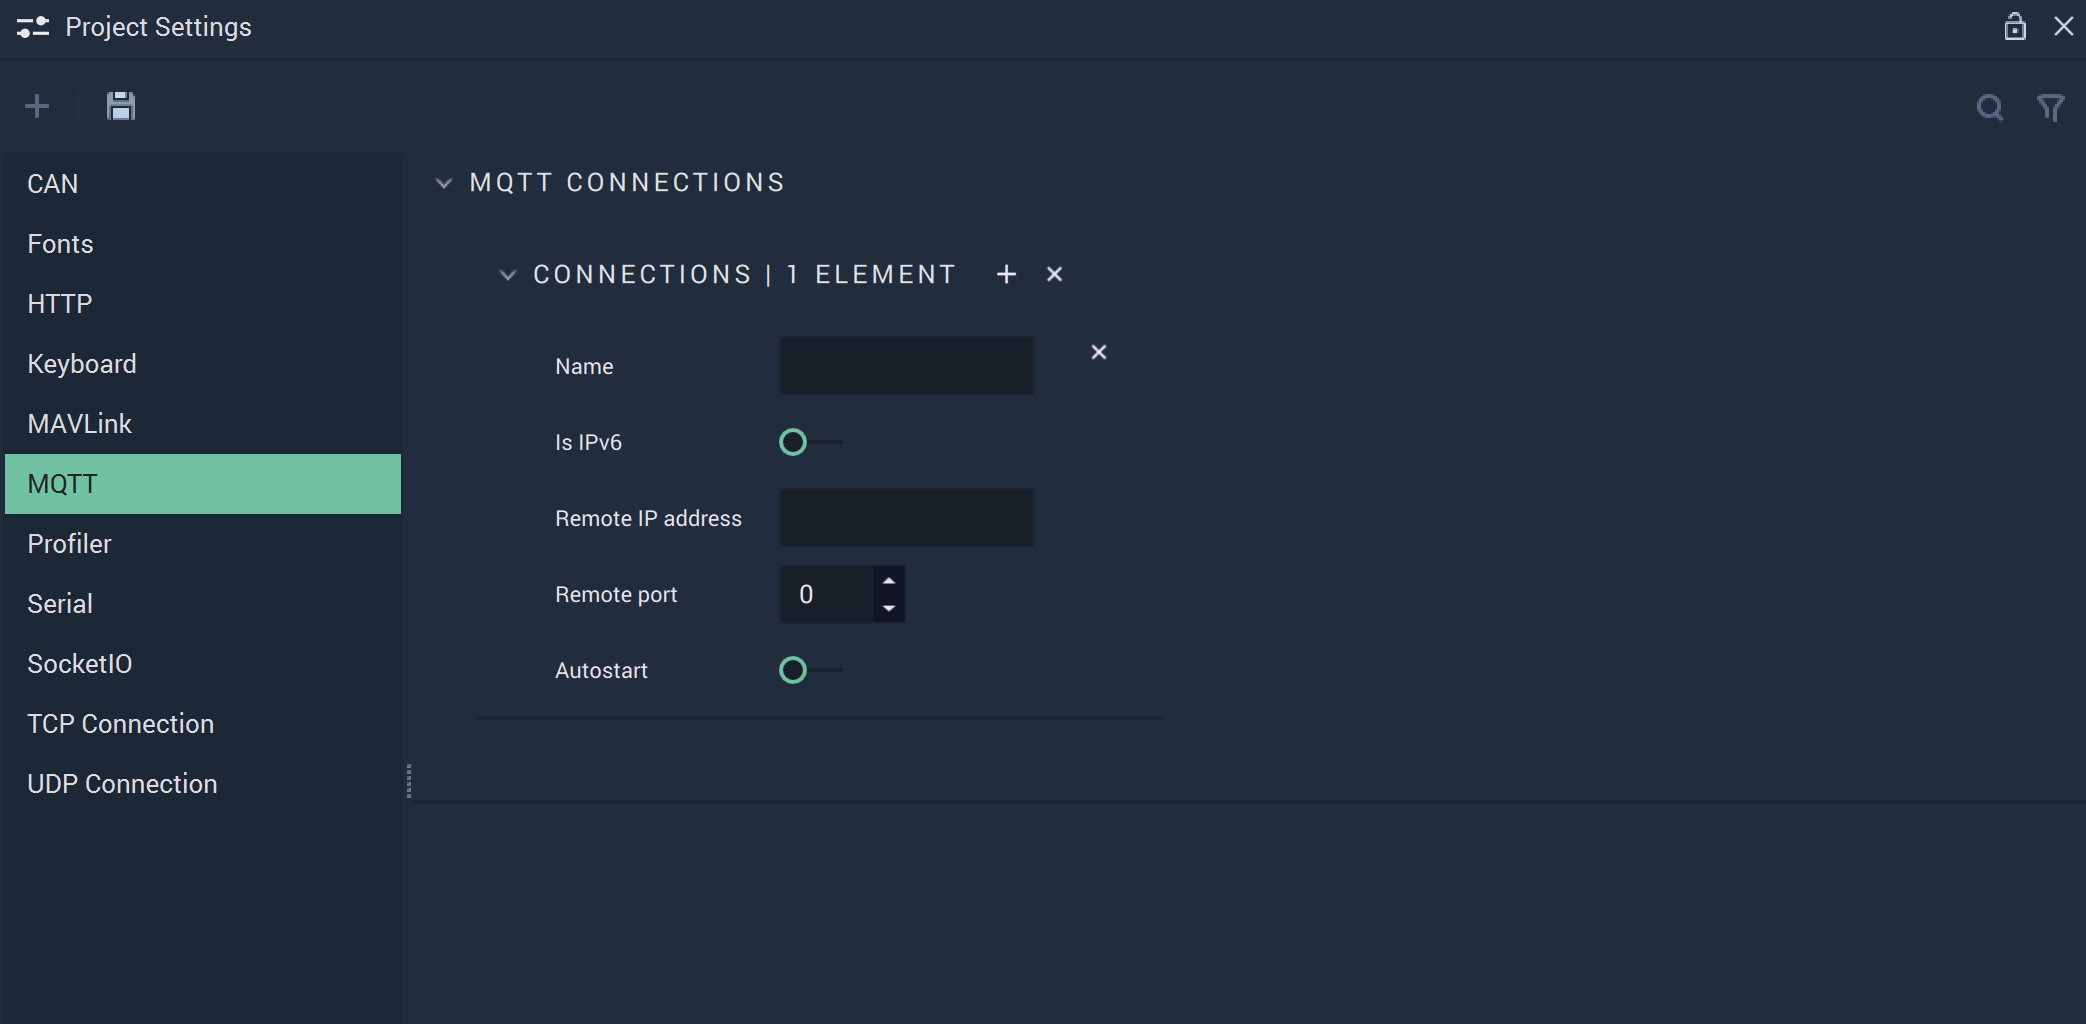 Project Settings
CAN
Fonts
HTTP
Keyboard
MAVLink
MQTT
Profiler
Serial
SocketIO
TCP Connection
UDP Connection
MQTT CONNECTIONS
CONNECTIONS | 1 ELEMENT
Name
Is IPv6
Remote IP address
Remote port 0
Autostart